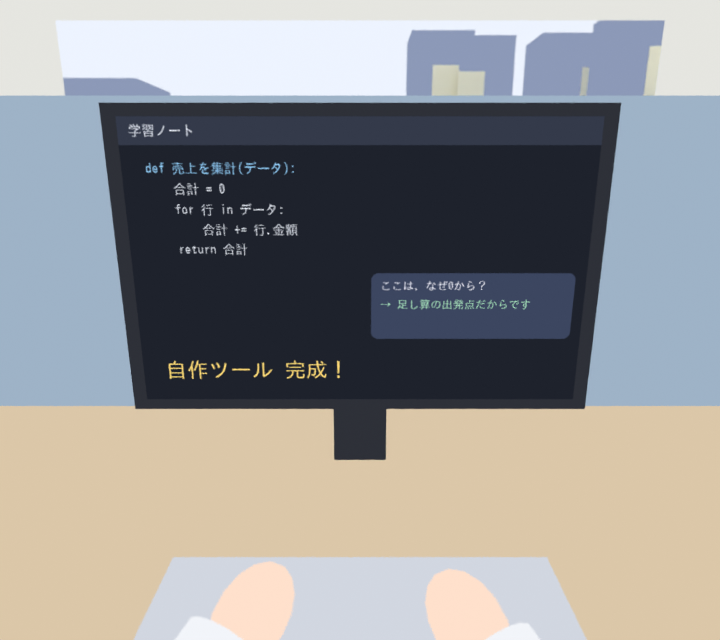 学習ノート
def 売上を集計(データ):
合計 = 0
for 行 in データ:
合計 += 行.金額
return 合計
ここは、なぜ0から？
→ 足し算の出発点だからです
自作ツール 完成！